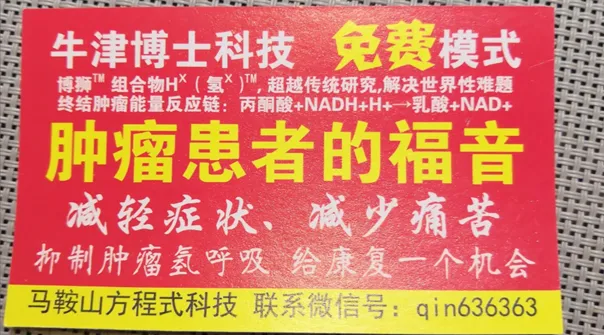 牛津博士科技 免费模式
博狮™ 组合物Hˣ(氢ˣ)™, 超越传统研究,解决世界性难题
终结肿瘤能量反应链：丙酮酸+NADH+H+→乳酸+NAD+
肿瘤患者的福音
减轻症状、减少痛苦
抑制肿瘤氢呼吸 给康复一个机会
马鞍山方程式科技 联系微信号：qin636363